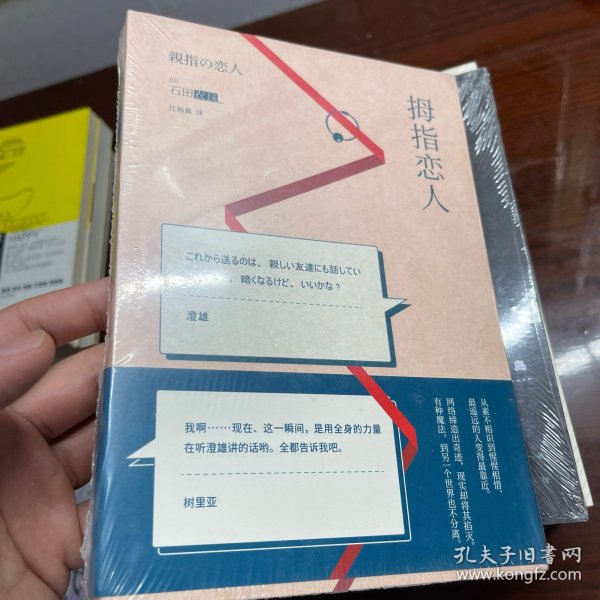 親指の恋人
[日]
石田衣良
江裕真 译
拇指恋人
これから送るのは、親しい友達にも話してい
。暗くなるけど、いいかな？
澄雄
我啊……现在、这一瞬间，是用全身的力量
在听澄雄讲的话哟。全都告诉我吧。
树里亚
从素不相识到惺惺相惜，
最遥远的人变得最靠近。
网络缔造出奇迹，现实却将其掐灭。
有种魔法，到另一个世界也不分离。
HAPPY
孔夫子旧书网
www.kongfz.com